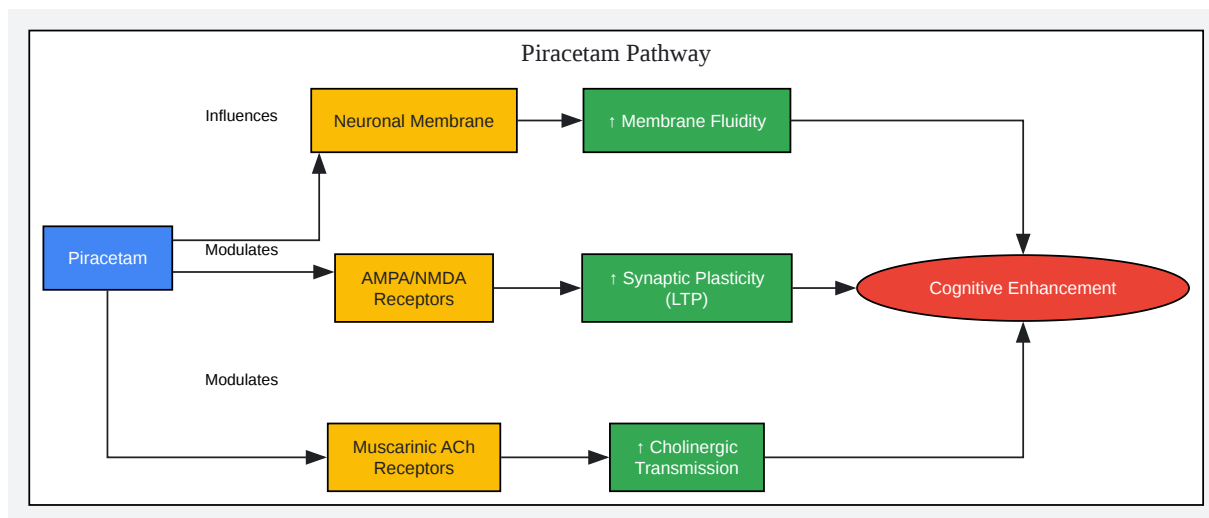 Piracetam Pathway
Influences
Neuronal Membrane
↑ Membrane Fluidity
Piracetam
Modulates
AMPA/NMDA
Receptors
↑ Synaptic Plasticity
(LTP)
Cognitive Enhancement
Modulates
Muscarinic ACh
Receptors
↑ Cholinergic
Transmission